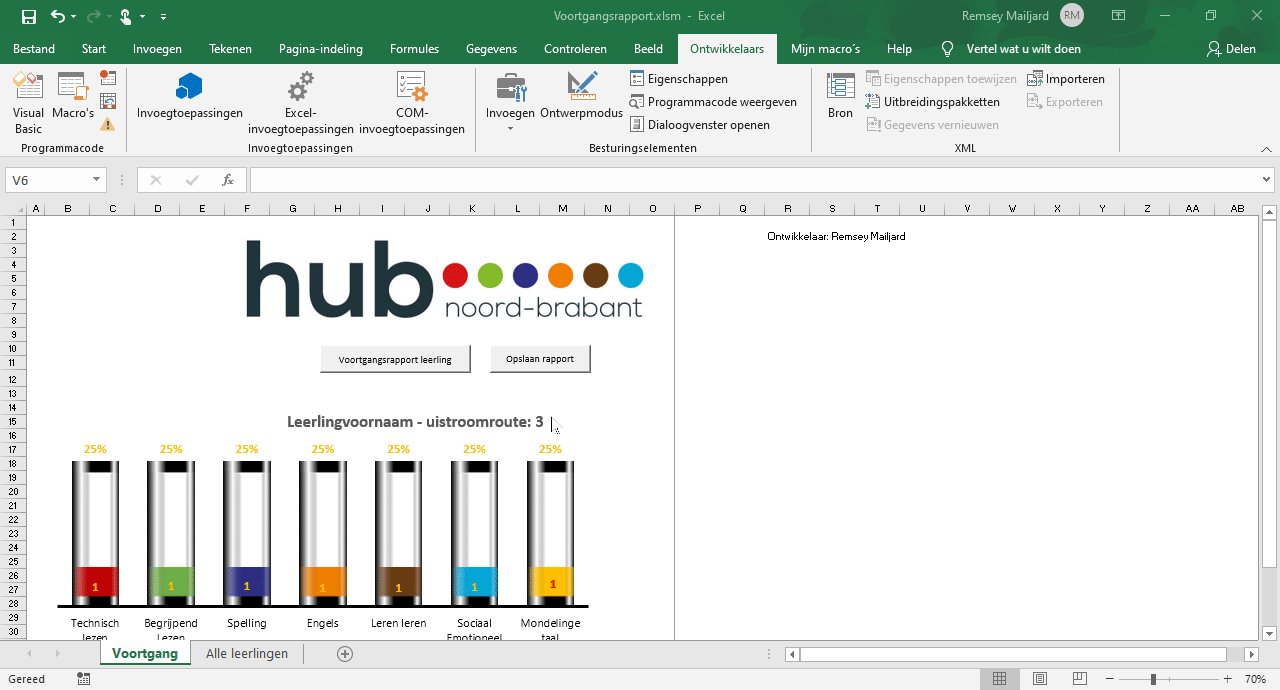 Voortgangsrapport.xlsm - Excel
Remsey Mailjard RM
Bestand Start Invoegen Tekenen Pagina-indeling Formules Gegevens Controleren Beeld Ontwikkelaars Mijn macro's Help Vertel wat u wilt doen Delen
Visual Basic
Macro's
Programmacode
Invoegtoepassingen
Excel-invoegtoepassingen
COM-invoegtoepassingen
Invoegtoepassingen
Invoegen
Ontwerpmodus
Eigenschappen
Programmacode weergeven
Dialoogvenster openen
Besturingselementen
Bron
Eigenschappen toewijzen
Uitbreidingspakketten
Gegevens vernieuwen
Importeren
Exporteren
XML
V6
fx
A B C D E F G H I J K L M N O P Q R S T U V W X Y Z AA AB
1
2
3
4
5
6
7
8
9
10
11
12
13
14
15
16
17
18
19
20
21
22
23
24
25
26
27
28
29
30
Ontwikkelaar: Remsey Mailjard
hub
noord-brabant
Voortgangsrapport leerling
Opslaan rapport
Leerlingvoornaam - uistroomroute: 3
25% 25% 25% 25% 25% 25% 25%
1 1 1 1 1 1 1
Technisch lezen
Begrijpend Lezen
Spelling
Engels
Leren leren
Sociaal Emotioneel
Mondelinge taal
Voortgang Alle leerlingen
Gereed
70%